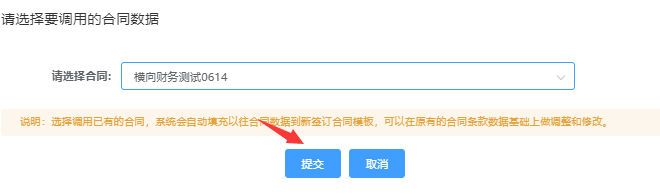 请选择要调用的合同数据
请选择合同: 横向财务测试0614
说明：选择调用已有的合同，系统会自动填充以往合同数据到新签订合同模板，可以在原有的合同条款数据基础上做调整和修改。
提交 取消